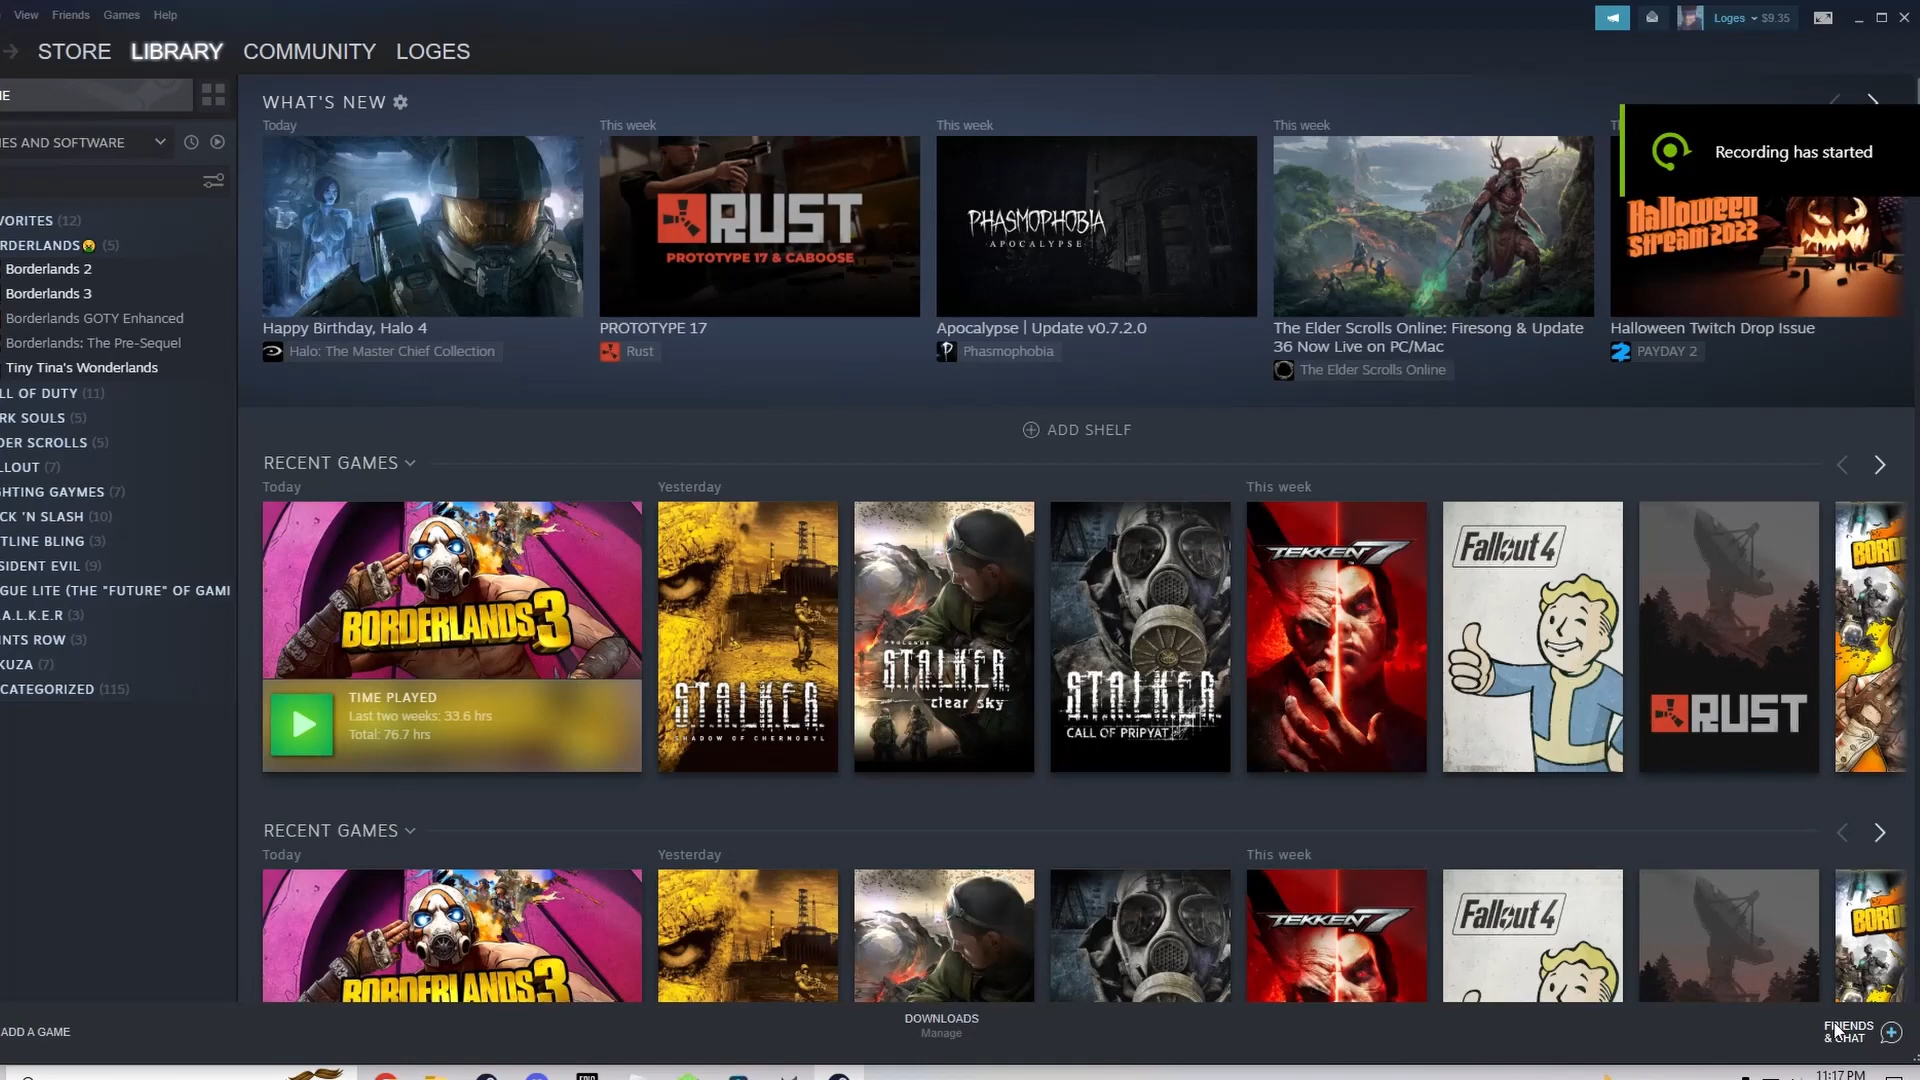 View Friends Games Help
Loges $9.35
STORE LIBRARY COMMUNITY LOGES
ME
ES AND SOFTWARE
VORITES (12)
RDERLANDS🤑 (5)
Borderlands 2
Borderlands 3
Borderlands GOTY Enhanced
Borderlands: The Pre-Sequel
Tiny Tina's Wonderlands
LL OF DUTY (11)
RK SOULS (5)
DER SCROLLS (5)
LLOUT (7)
GHTING GAYMES (7)
CK 'N SLASH (10)
TLINE BLING (3)
SIDENT EVIL (9)
GUE LITE (THE "FUTURE" OF GAMI
.A.L.K.E.R (3)
INTS ROW (3)
KUZA (7)
CATEGORIZED (115)
ADD A GAME
WHAT'S NEW
Today
Happy Birthday, Halo 4
Halo: The Master Chief Collection
This week
RUST
PROTOTYPE 17 & CABOOSE
PROTOTYPE 17
Rust
This week
PHASMOPHOBIA
APOCALYPSE
Apocalypse | Update v0.7.2.0
Phasmophobia
This week
The Elder Scrolls Online: Firesong & Update
36 Now Live on PC/Mac
The Elder Scrolls Online
Recording has started
Halloween
Stream 2022
Halloween Twitch Drop Issue
PAYDAY 2
ADD SHELF
RECENT GAMES
Today
Yesterday
This week
BORDERLANDS 3
TIME PLAYED
Last two weeks: 33.6 hrs
Total: 76.7 hrs
S.T.A.L.K.E.R
SHADOW OF CHERNOBYL
PROLOGUE
S.T.A.L.K.E.R
clear sky
S.T.A.L.K.E.R
CALL OF PRIPYAT
TEKKEN 7
Fallout 4
RUST
BORD
RECENT GAMES
Today
Yesterday
This week
BORDERLANDS 3
TEKKEN 7
Fallout 4
BORD
DOWNLOADS
Manage
FRIENDS
& CHAT
11:17 PM